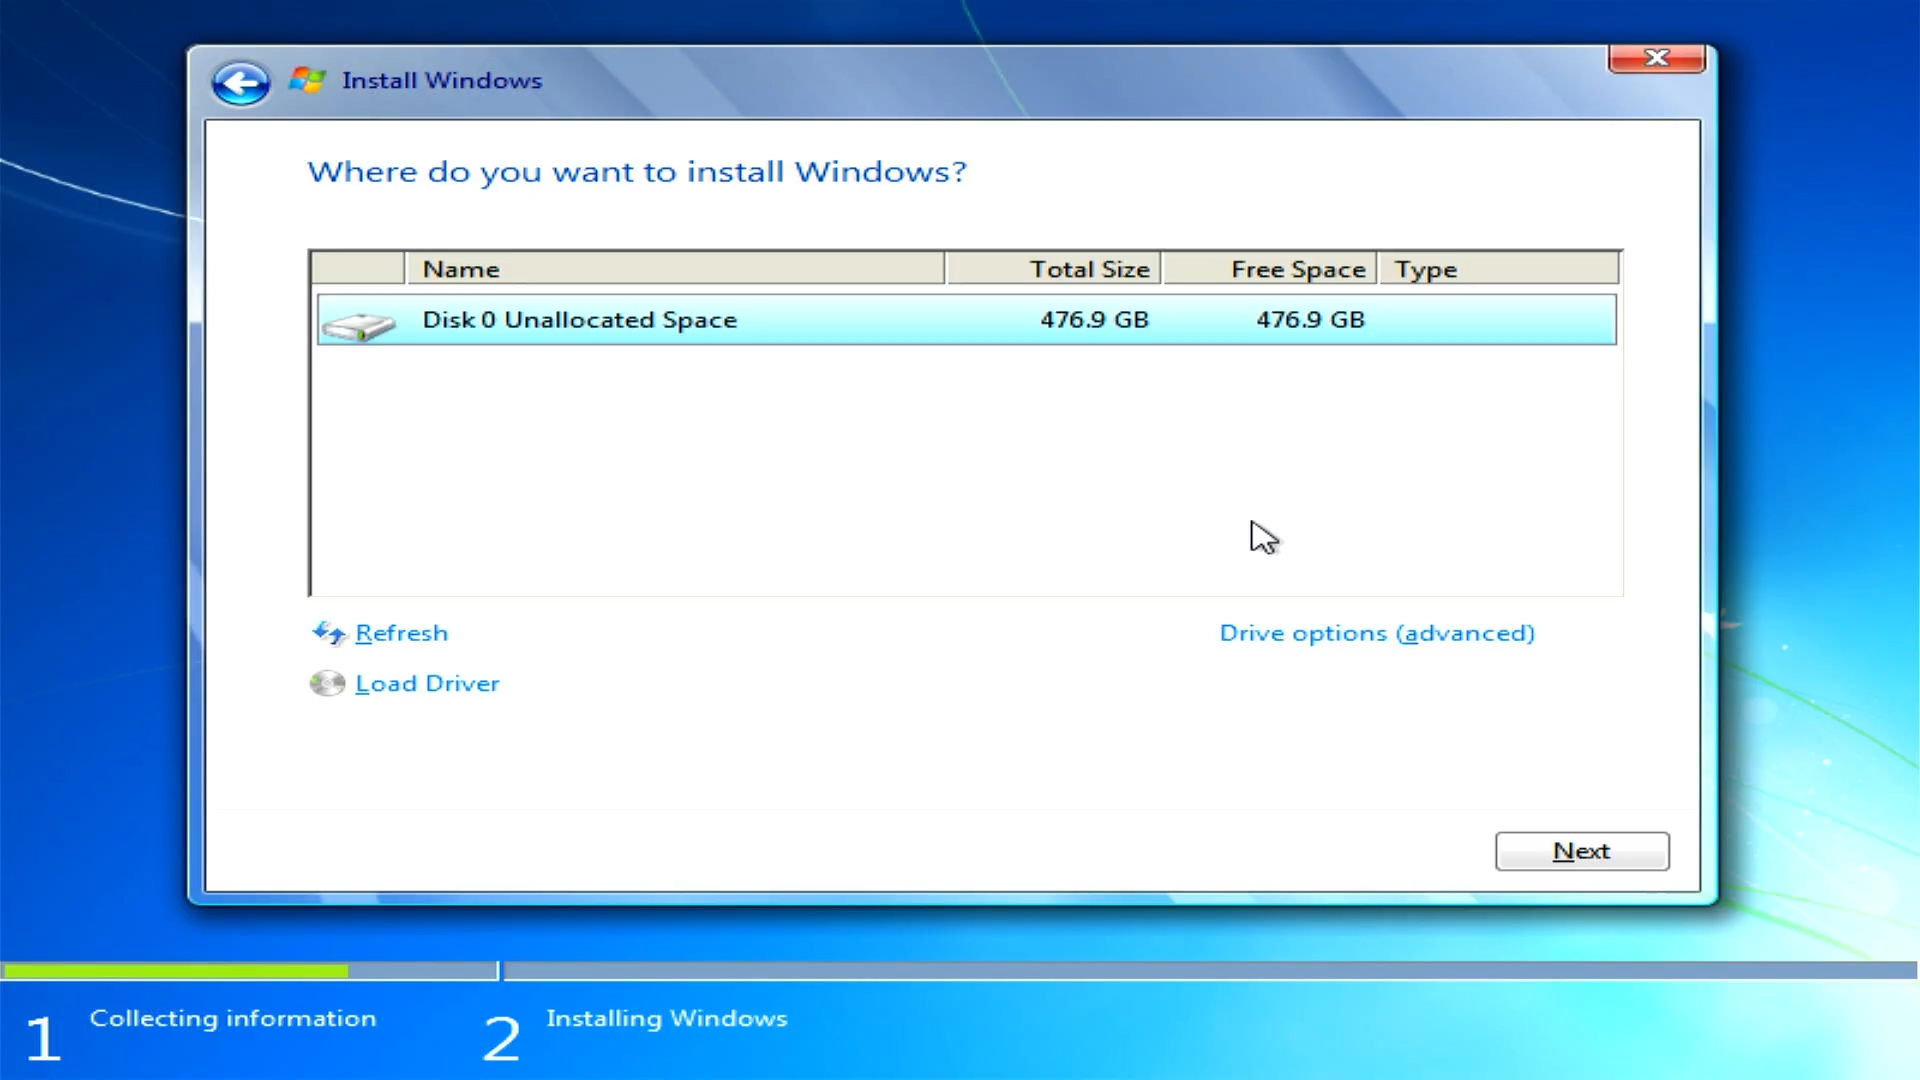 Install Windows
Where do you want to install Windows?
Name Total Size Free Space Type
Disk 0 Unallocated Space 476.9 GB 476.9 GB
Refresh Drive options (advanced)
Load Driver
Next
1 Collecting information 2 Installing Windows